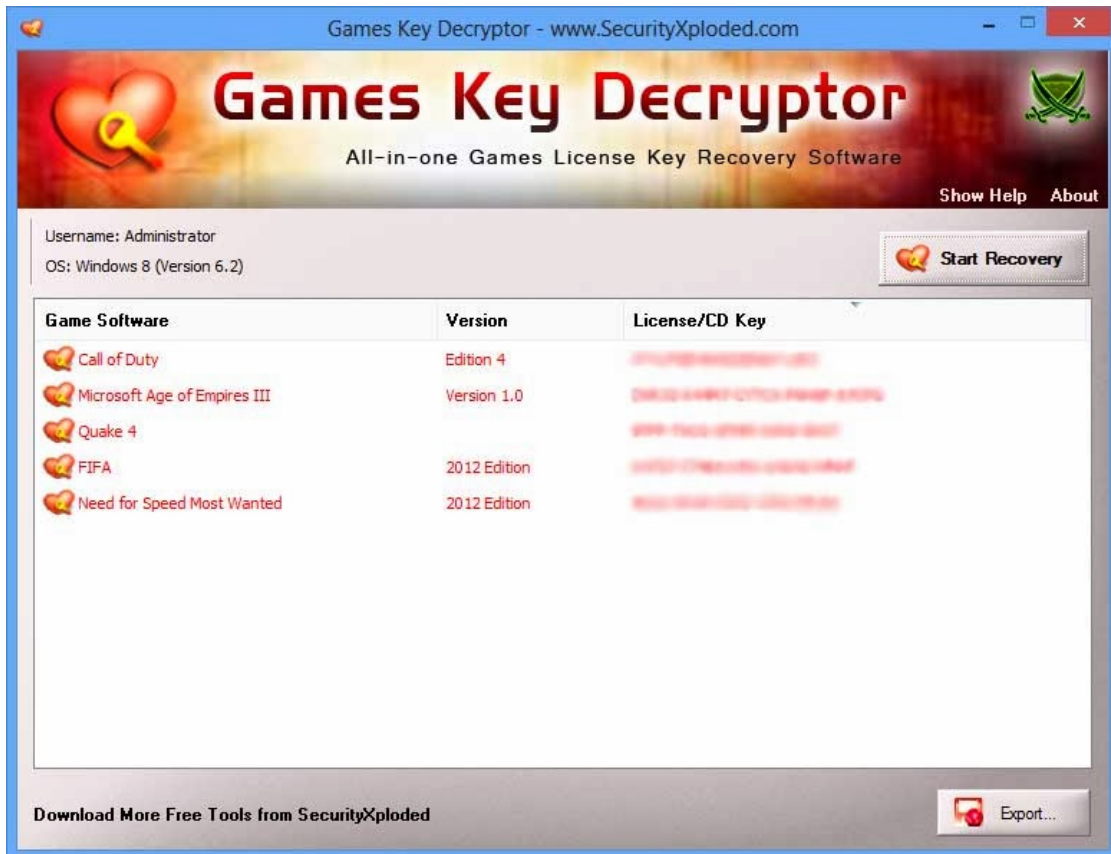 Games Key Decryptor - www.SecurityXploded.com
Games Key Decryptor
All-in-one Games License Key Recovery Software
Show Help About
Username: Administrator
OS: Windows 8 (Version 6.2)
Start Recovery
Game Software Version License/CD Key
Call of Duty Edition 4
Microsoft Age of Empires III Version 1.0
Quake 4
FIFA 2012 Edition
Need for Speed Most Wanted 2012 Edition
Download More Free Tools from SecurityXploded
Export...